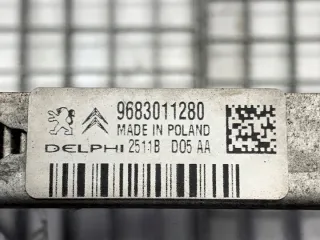 9683011280
MADE IN POLAND
DELPHI 2511B D05 AA